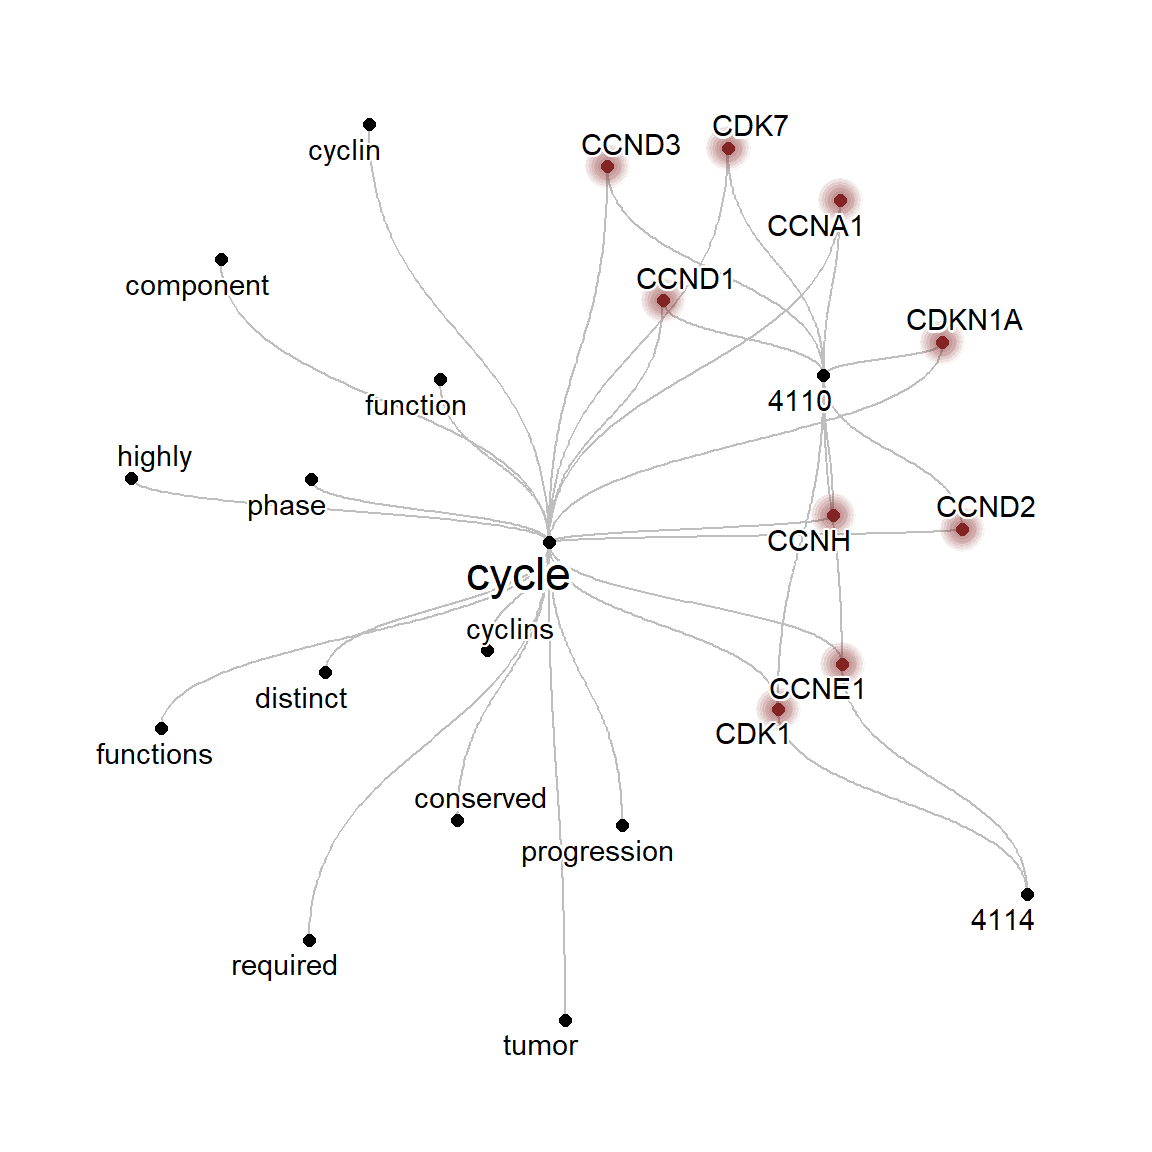 CDK7
CCND3
cyclin
CCNA1
CCND1
component
CDKN1A
4110
function
highly
phase
CCND2
CCNH
cycle
cyclins
CCNE1
distinct
CDK1
functions
conserved
progression
4114
required
tumor